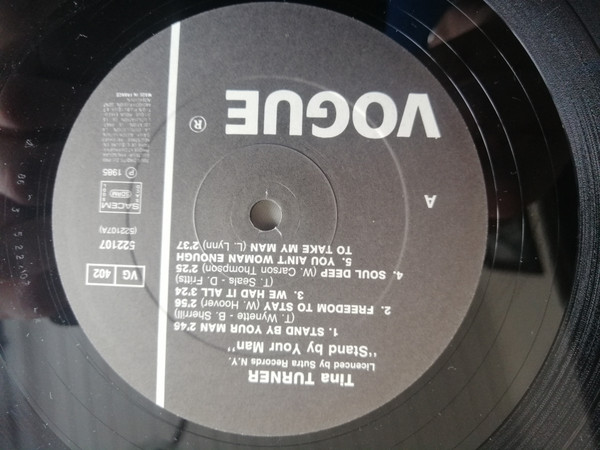 VOGUE
®
A
Tina TURNER
Licenced by Sutra Records N.Y.
"Stand by Your Man"
1. STAND BY YOUR MAN 2'46
(T. Wynette - B. Sherrill)
2. FREEDOM TO STAY (W. Hoover) 2'56
3. WE HAD IT ALL 3'24
(T. Seals - D. Fritts)
4. SOUL DEEP (W. Carson Thompson) 2'25
5. YOU AIN'T WOMAN ENOUGH
TO TAKE MY MAN (L. Lynn) 2'37
VG 402
522107
(522107A)
SACEM
℗ 1985
MADE IN FRANCE